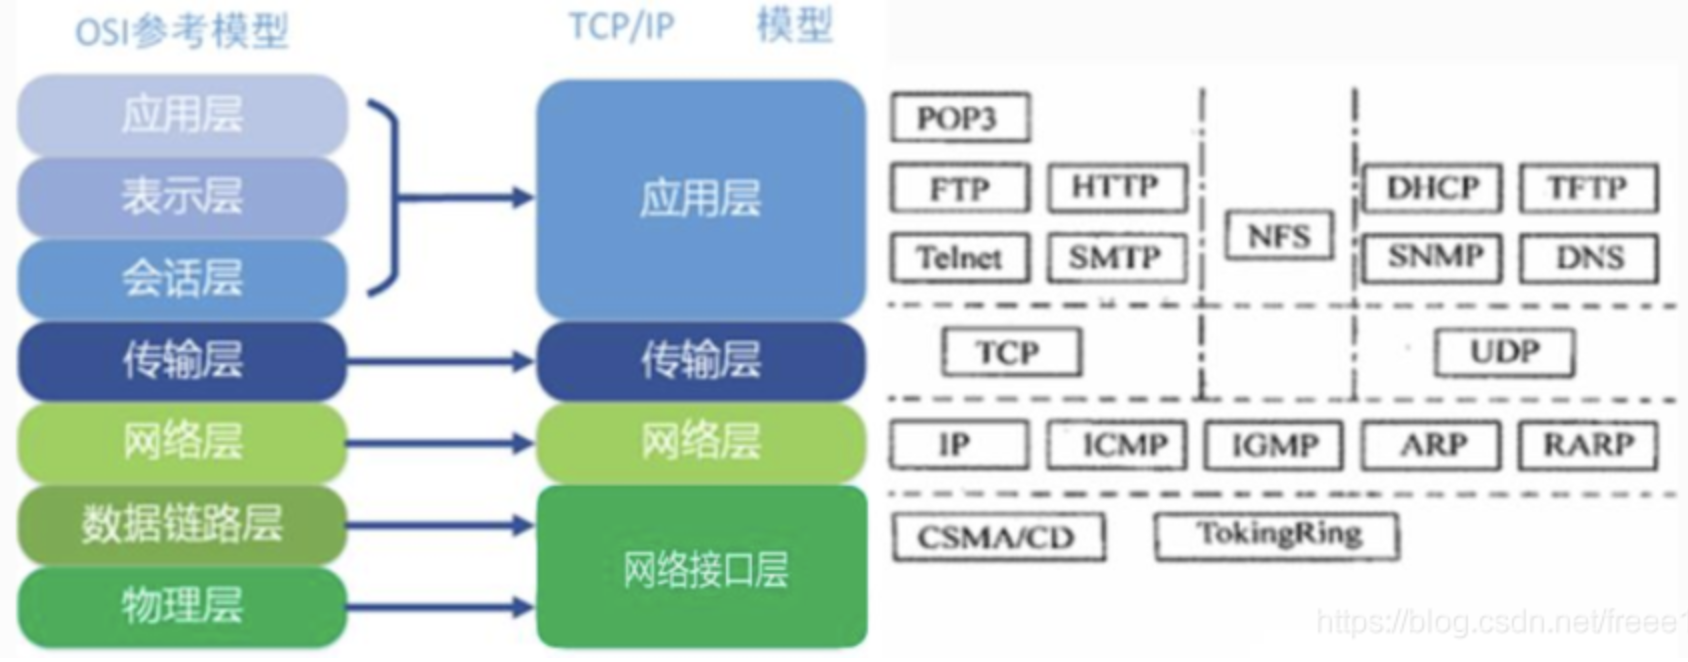 OSI参考模型
应用层
表示层
会话层
传输层
网络层
数据链路层
物理层
TCP/IP 模型
应用层
传输层
网络层
网络接口层
POP3
FTP HTTP DHCP TFTP
NFS
Telnet SMTP SNMP DNS
TCP UDP
IP ICMP IGMP ARP RARP
CSMA/CD TokingRing
https://blog.csdn.net/freee1